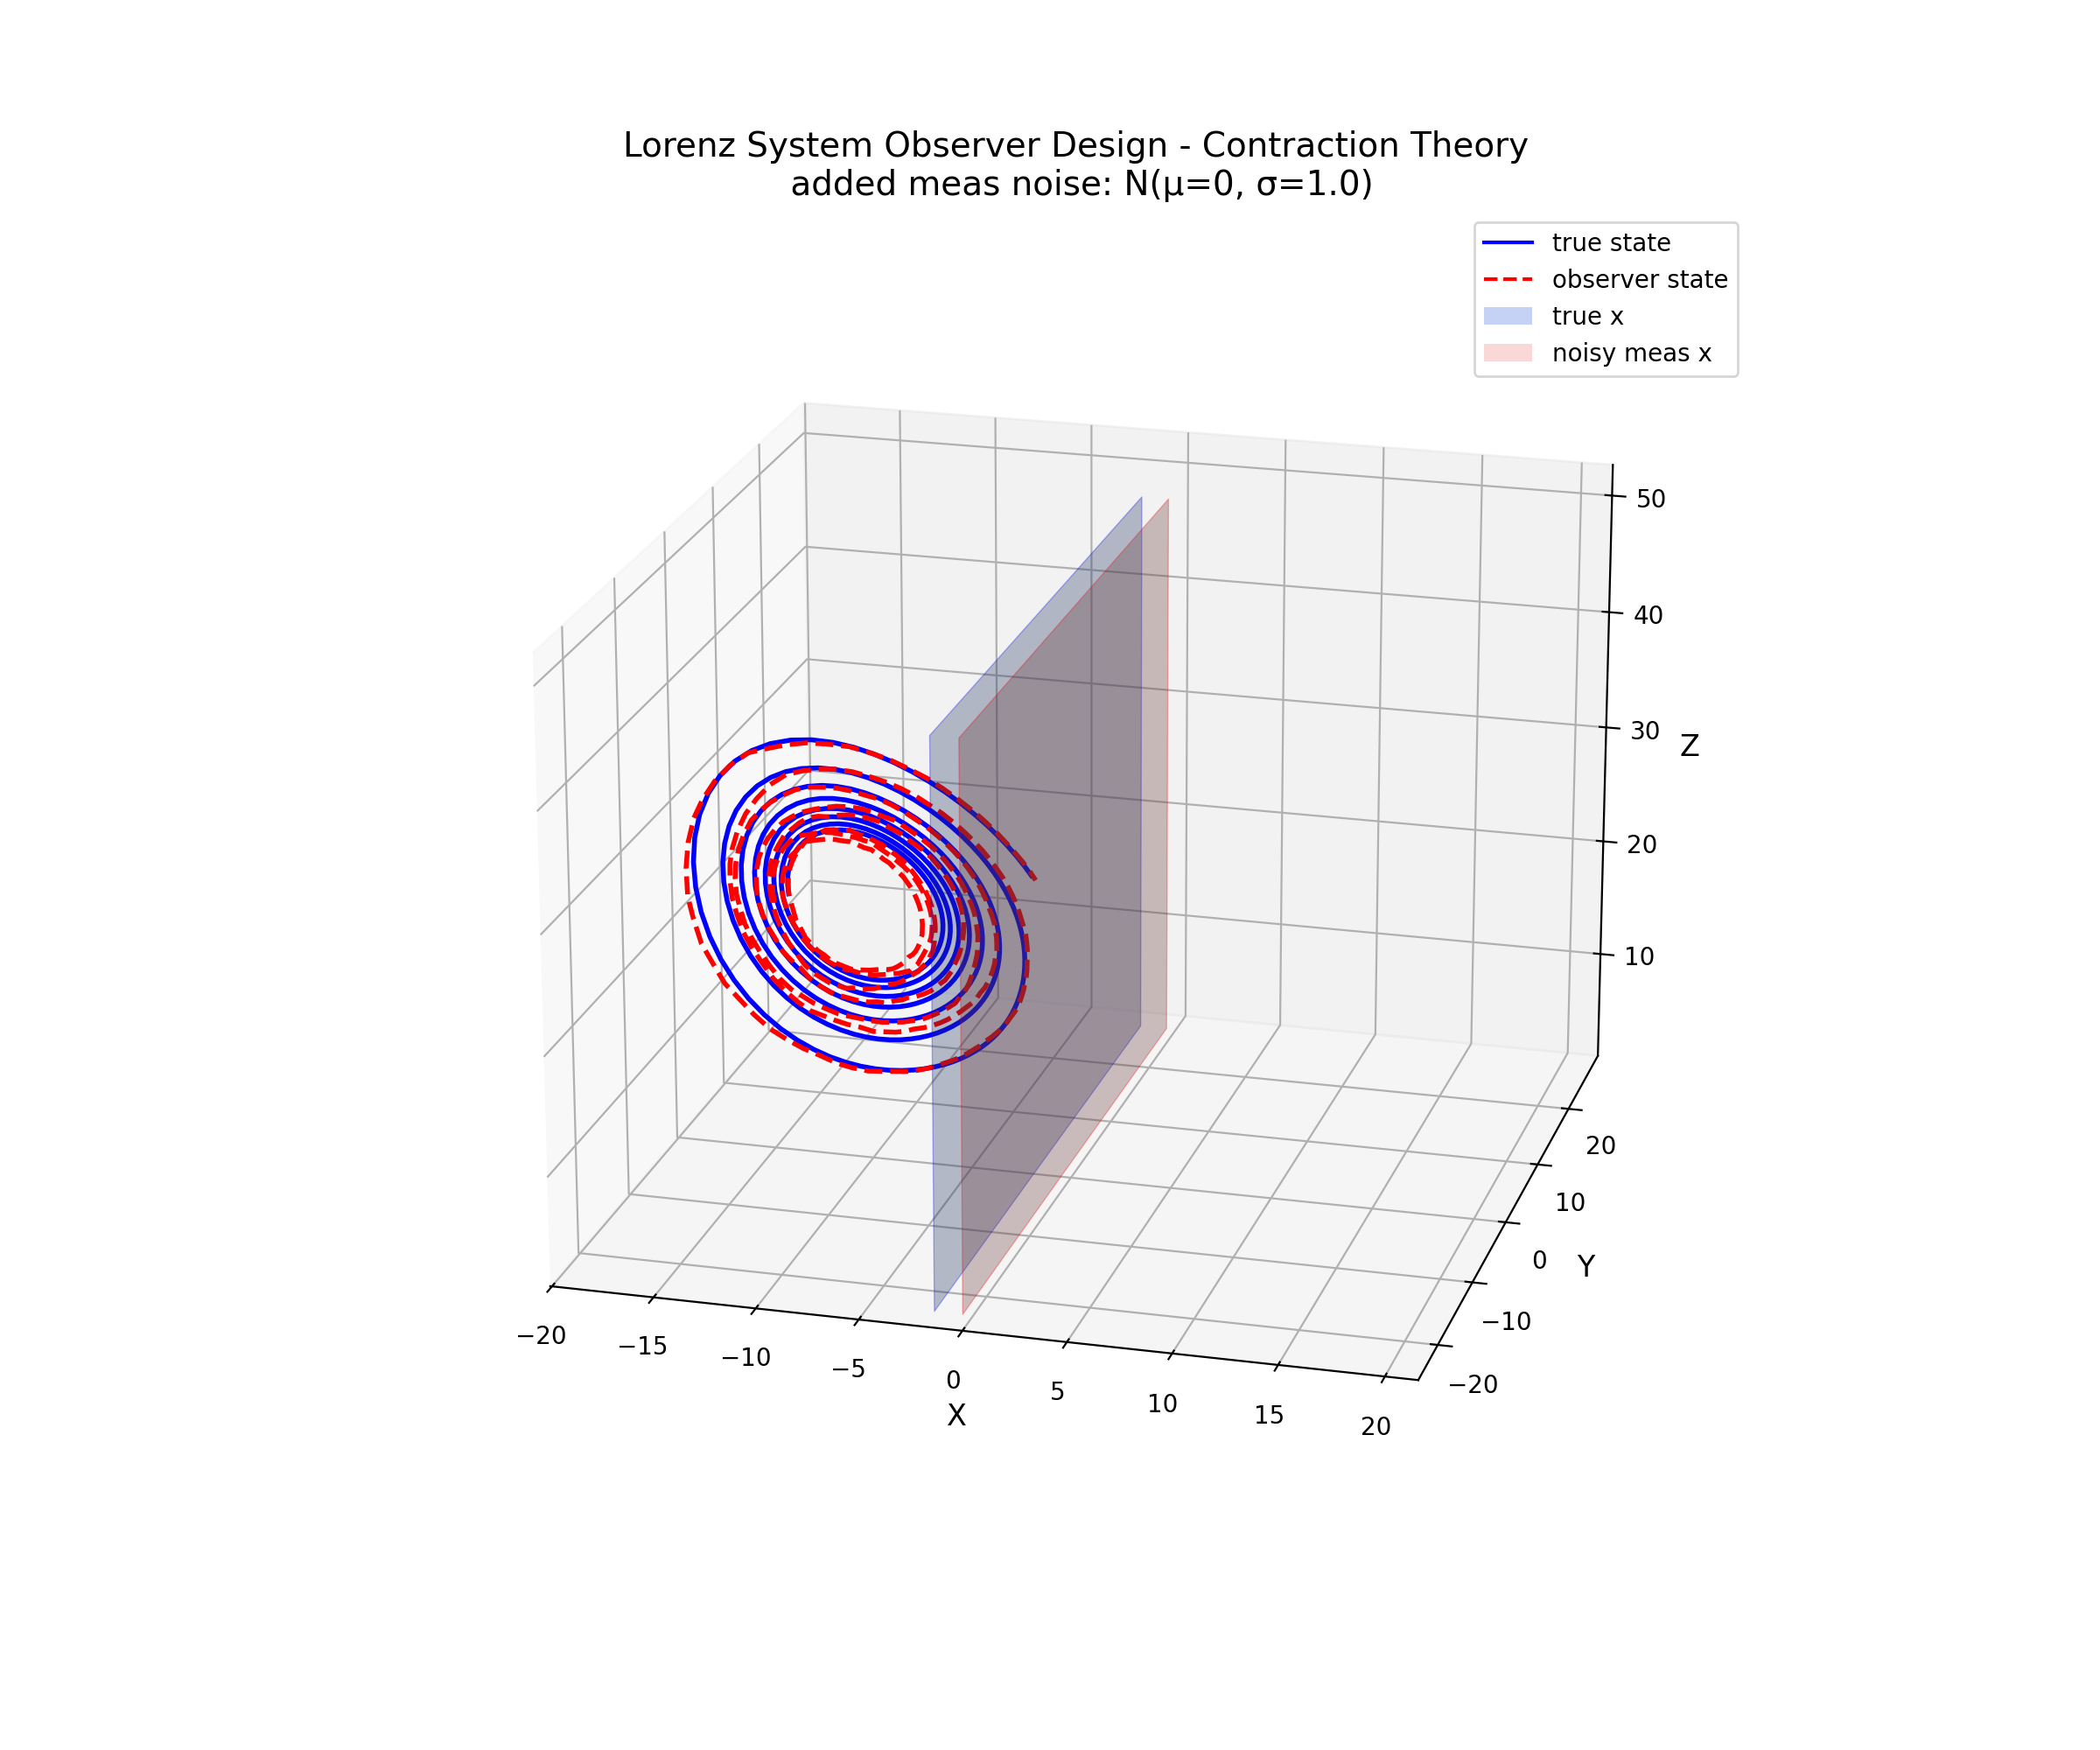 Lorenz System Observer Design - Contraction Theory
added meas noise: N(μ=0, σ=1.0)
true state
observer state
true x
noisy meas x
50
40
30
Z
20
10
20
10
0
Y
−10
−20
−20
−15
−10
−5
0
5
10
15
20
X